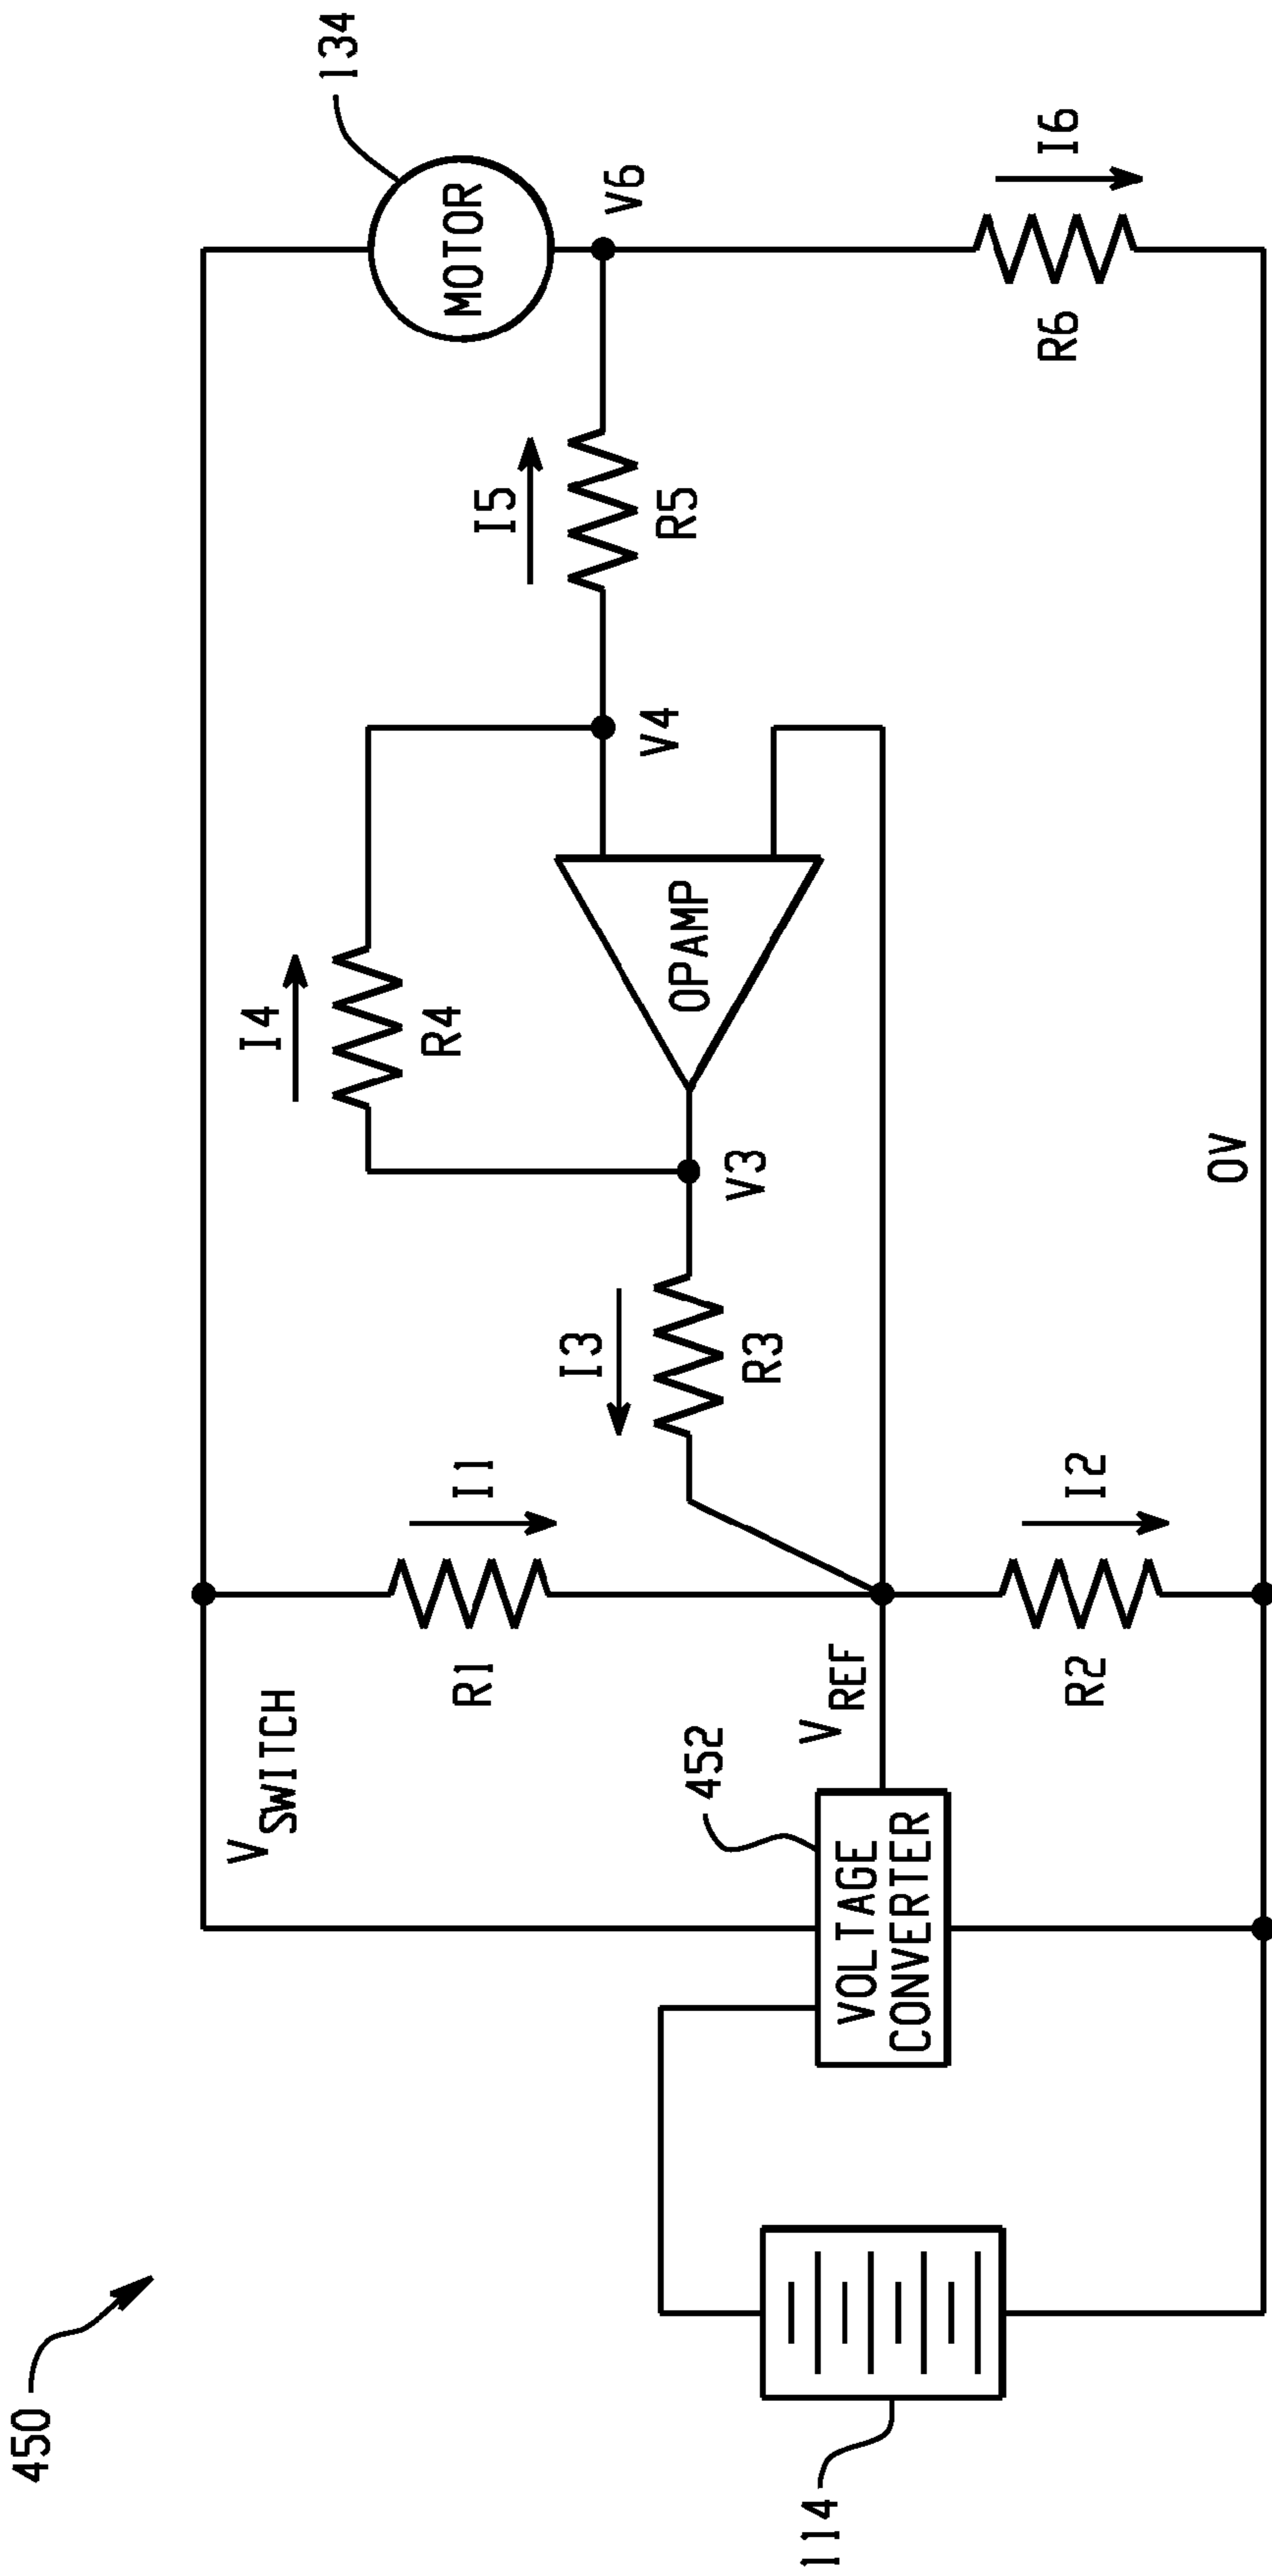 450
114
VOLTAGE
CONVERTER
452
VSWITCH
VREF
R1
I1
R2
I2
I3
R3
V3
0V
I4
R4
OPAMP
V4
I5
R5
MOTOR
134
V6
R6
I6